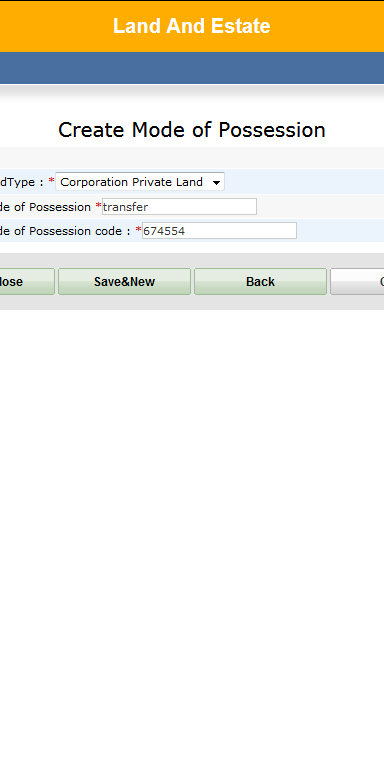 Land And Estate
Create Mode of Possession
dType : * Corporation Private Land
de of Possession * transfer
de of Possession code : * 674554
lose Save&New Back